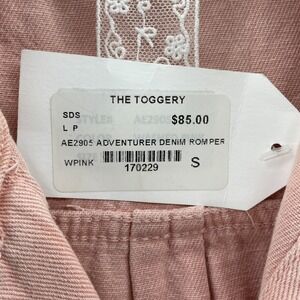 THE TOGGERY
SDS $85.00
L P
AE2905 ADVENTURER DENIM ROMPER
WPINK S
170229